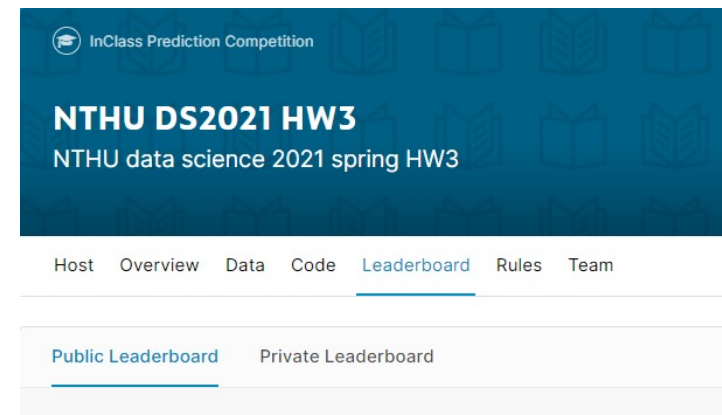 InClass Prediction Competition
NTHU DS2021 HW3
NTHU data science 2021 spring HW3
Host Overview Data Code Leaderboard Rules Team
Public Leaderboard Private Leaderboard